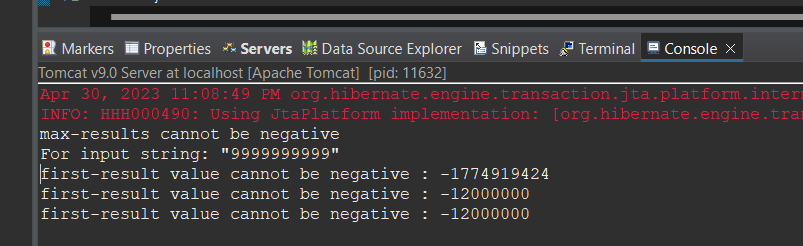 Markers Properties Servers Data Source Explorer Snippets Terminal Console
Tomcat v9.0 Server at localhost [Apache Tomcat] [pid: 11632]
Apr 30, 2023 11:08:49 PM org.hibernate.engine.transaction.jta.platform.inter
INFO: HHH000490: Using JtaPlatform implementation: [org.hibernate.engine.tra
max-results cannot be negative
For input string: "9999999999"
first-result value cannot be negative : -1774919424
first-result value cannot be negative : -12000000
first-result value cannot be negative : -12000000